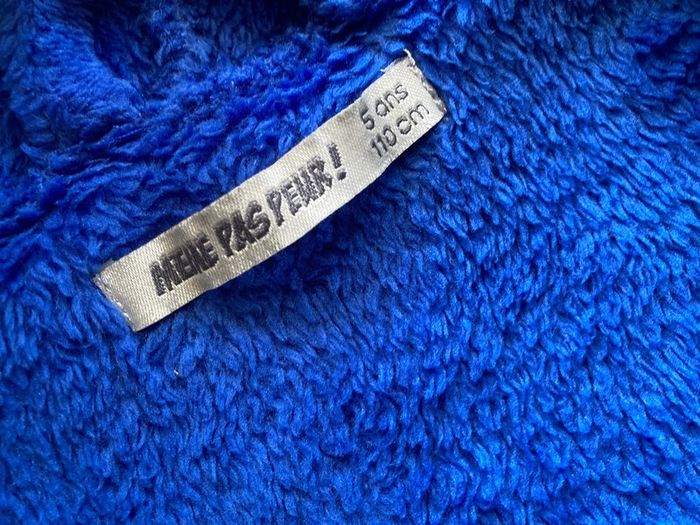 MÊME PAS PEUR !
5 ans
110 cm